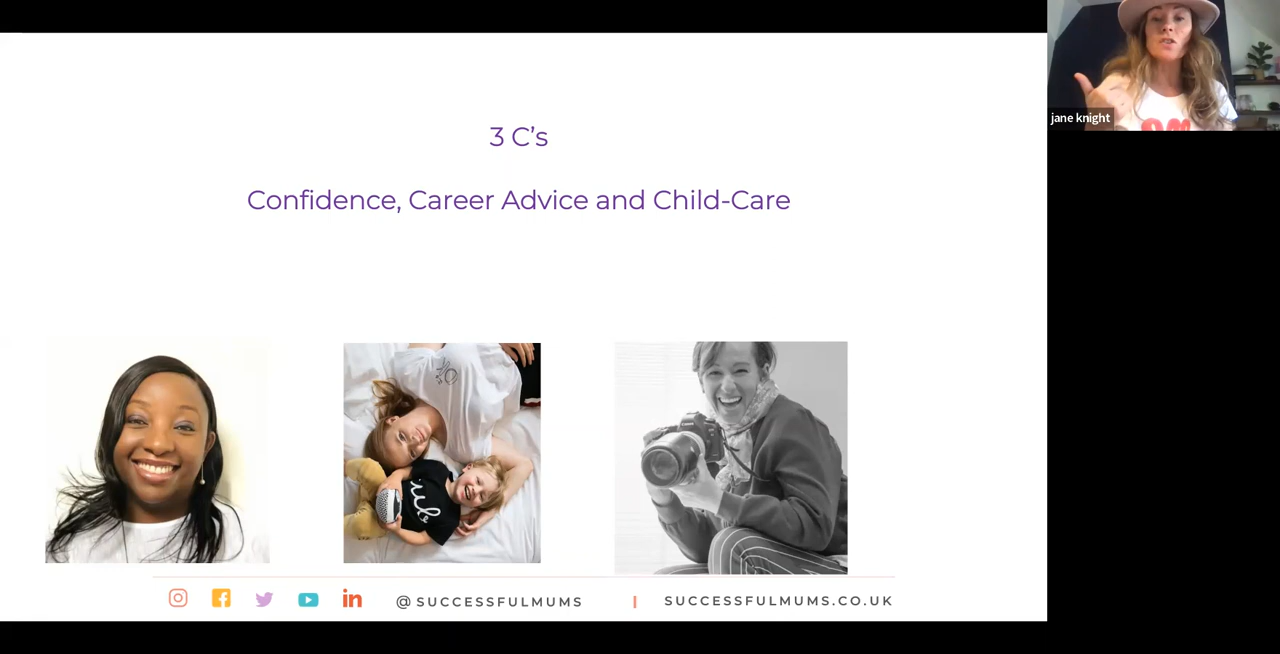 3 C’s
Confidence, Career Advice and Child-Care
@SUCCESSFULMUMS
SUCCESSFULMUMS.CO.UK
jane knight